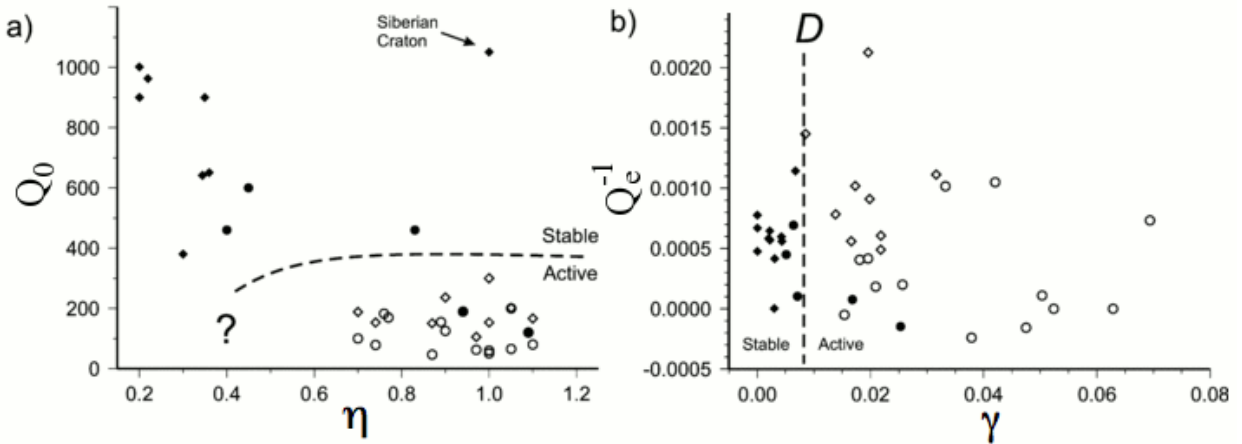 a)
Siberian
Craton
1000
800
600
400
200
0
Q0
Stable
Active
?
0.2 0.4 0.6 0.8 1.0 1.2
η
b)
D
0.0020
0.0015
0.0010
0.0005
0.0000
-0.0005
Qe-1
Stable Active
0.00 0.02 0.04 0.06 0.08
γ